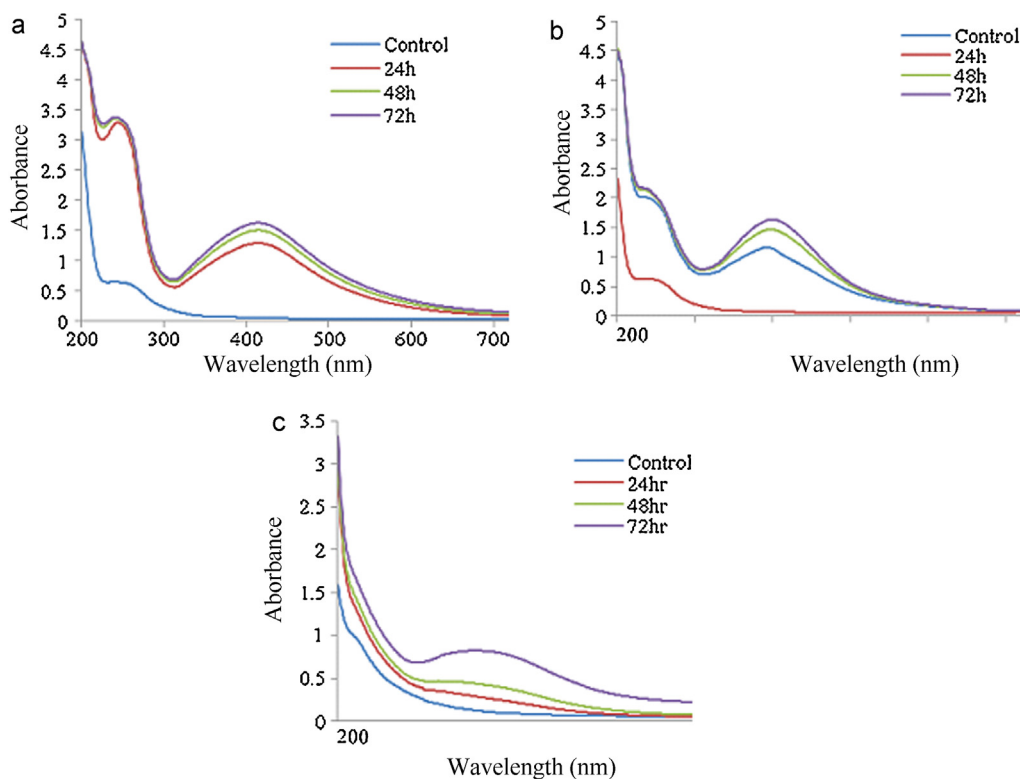 a
5
4.5
4
3.5
3
2.5
2
1.5
1
0.5
0
Aborbance
200 300 400 500 600 700
Wavelength (nm)
Control
24h
48h
72h
b
5
4.5
4
3.5
3
2.5
2
1.5
1
0.5
0
Aborbance
200
Wavelength (nm)
Control
24h
48h
72h
c
3.5
3
2.5
2
1.5
1
0.5
0
Aborbance
200
Wavelength (nm)
Control
24hr
48hr
72hr